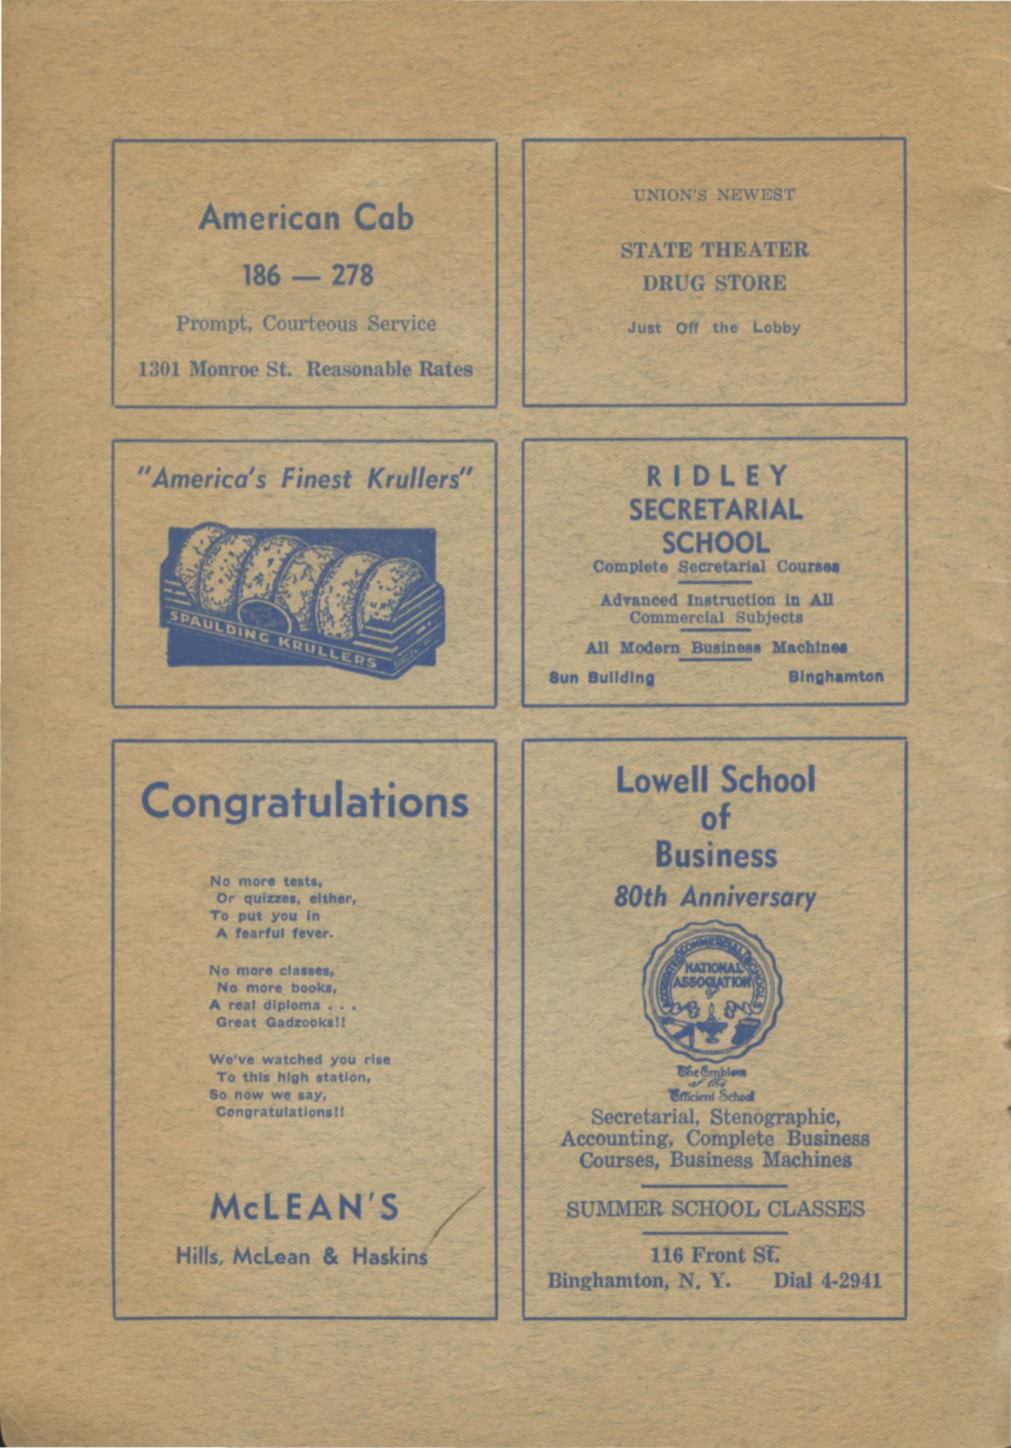 American Cab
186 — 278
Prompt, Courteous Service
1301 Monroe St. Reasonable Rates
UNION'S NEWEST
STATE THEATER
DRUG STORE
Just Off the Lobby
"America's Finest Krullers"
SPAULDING KRULLERS
RIDLEY
SECRETARIAL
SCHOOL
Complete Secretarial Courses
Advanced Instruction in All
Commercial Subjects
All Modern Business Machines
Sun Building Binghamton
Congratulations
No more tests,
Or quizzes, either,
To put you in
A fearful fever.
No more classes,
No more books,
A real diploma . . .
Great Gadzooks!!
We've watched you rise
To this high station,
So now we say,
Congratulations!!
McLEAN'S
Hills, McLean & Haskins
Lowell School
of
Business
80th Anniversary
ACCREDITED COMMERCIAL SCHOOLS
NATIONAL
ASSOCIATION
of
The Emblem
of the
Efficient School
Secretarial, Stenographic,
Accounting, Complete Business
Courses, Business Machines
SUMMER SCHOOL CLASSES
116 Front St.
Binghamton, N. Y. Dial 4-2941